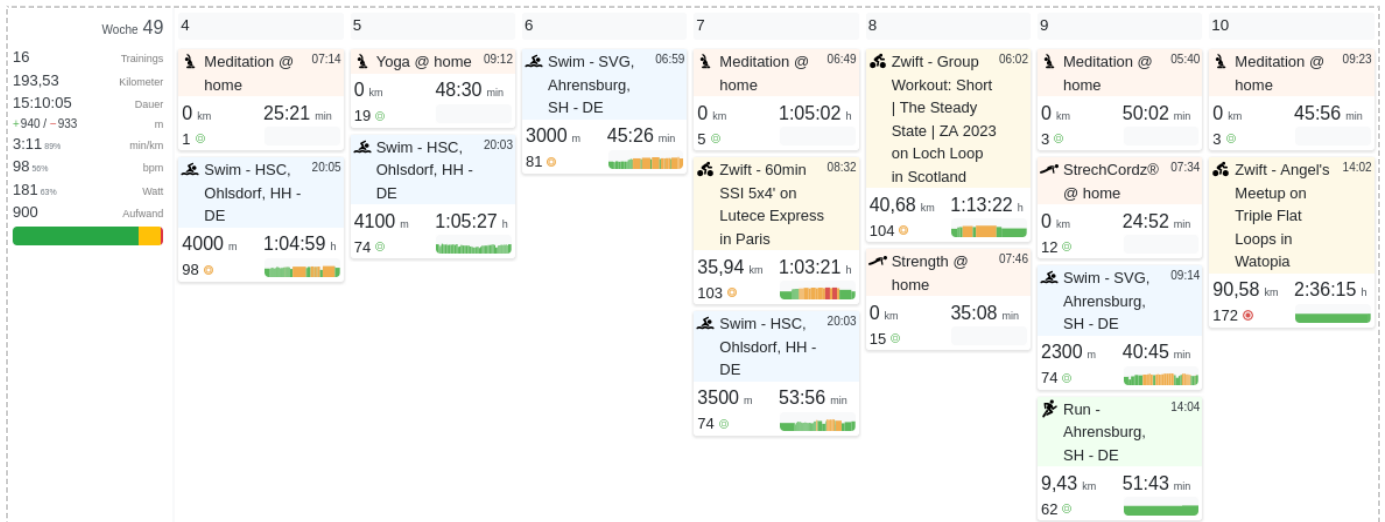 Woche 49
16 Trainings
193,53 Kilometer
15:10:05 Dauer
+940 / −933 m
3:11 89% min/km
98 56% bpm
181 63% Watt
900 Aufwand
4
Meditation @ 07:14
home
0 km 25:21 min
1
Swim - HSC, 20:05
Ohlsdorf, HH -
DE
4000 m 1:04:59 h
98
5
Yoga @ home 09:12
0 km 48:30 min
19
Swim - HSC, 20:03
Ohlsdorf, HH -
DE
4100 m 1:05:27 h
74
6
Swim - SVG, 06:59
Ahrensburg,
SH - DE
3000 m 45:26 min
81
7
Meditation @ 06:49
home
0 km 1:05:02 h
5
Zwift - 60min 08:32
SSI 5x4' on
Lutece Express
in Paris
35,94 km 1:03:21 h
103
Swim - HSC, 20:03
Ohlsdorf, HH -
DE
3500 m 53:56 min
74
8
Zwift - Group 06:02
Workout: Short
| The Steady
State | ZA 2023
on Loch Loop
in Scotland
40,68 km 1:13:22 h
104
Strength @ 07:46
home
0 km 35:08 min
15
9
Meditation @ 05:40
home
0 km 50:02 min
3
StrechCordz® 07:34
@ home
0 km 24:52 min
12
Swim - SVG, 09:14
Ahrensburg,
SH - DE
2300 m 40:45 min
74
Run - 14:04
Ahrensburg,
SH - DE
9,43 km 51:43 min
62
10
Meditation @ 09:23
home
0 km 45:56 min
3
Zwift - Angel's 14:02
Meetup on
Triple Flat
Loops in
Watopia
90,58 km 2:36:15 h
172